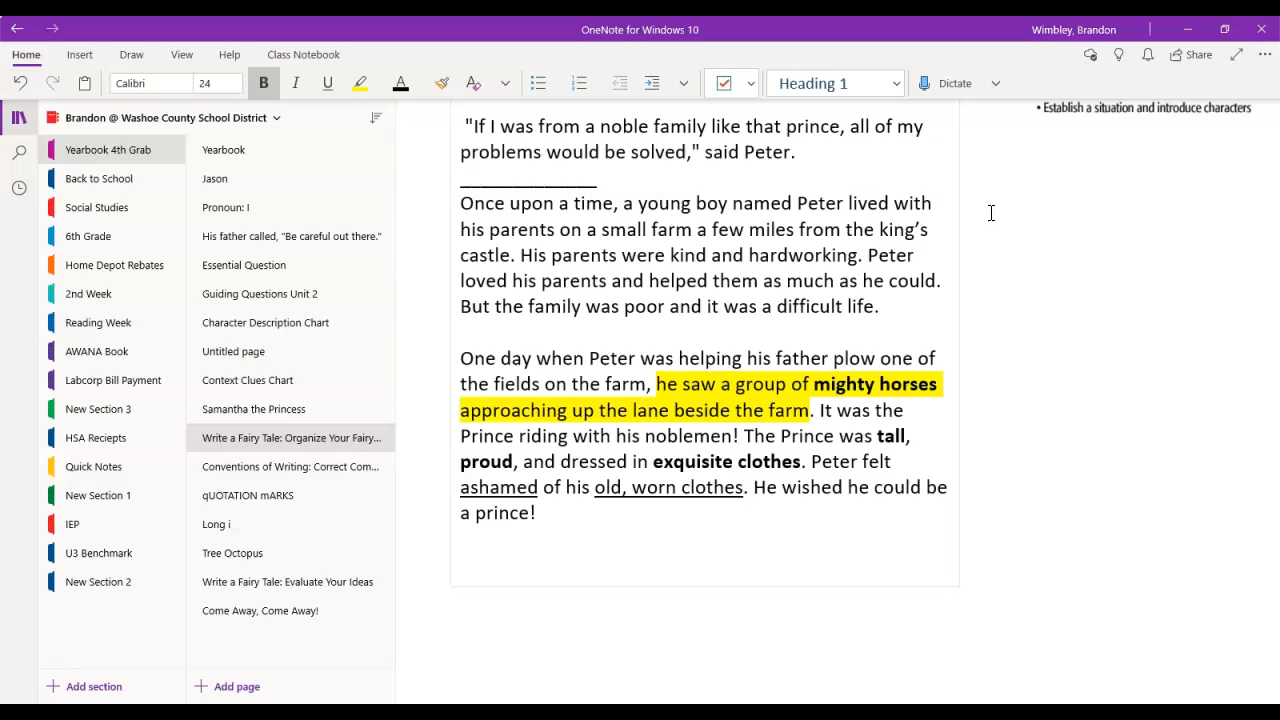 OneNote for Windows 10
Wimbley, Brandon
Home Insert Draw View Help Class Notebook
Share
Calibri 24 B I U A Heading 1 Dictate
Brandon @ Washoe County School District
Yearbook 4th Grab
Back to School
Social Studies
6th Grade
Home Depot Rebates
2nd Week
Reading Week
AWANA Book
Labcorp Bill Payment
New Section 3
HSA Reciepts
Quick Notes
New Section 1
IEP
U3 Benchmark
New Section 2
Add section
Yearbook
Jason
Pronoun: I
His father called, "Be careful out there."
Essential Question
Guiding Questions Unit 2
Character Description Chart
Untitled page
Context Clues Chart
Samantha the Princess
Write a Fairy Tale: Organize Your Fairy...
Conventions of Writing: Correct Com...
qUOTATION mARKS
Long i
Tree Octopus
Write a Fairy Tale: Evaluate Your Ideas
Come Away, Come Away!
Add page
"If I was from a noble family like that prince, all of my
problems would be solved," said Peter.
_____________
Once upon a time, a young boy named Peter lived with
his parents on a small farm a few miles from the king’s
castle. His parents were kind and hardworking. Peter
loved his parents and helped them as much as he could.
But the family was poor and it was a difficult life.
One day when Peter was helping his father plow one of
the fields on the farm, he saw a group of mighty horses
approaching up the lane beside the farm. It was the
Prince riding with his noblemen! The Prince was tall,
proud, and dressed in exquisite clothes. Peter felt
ashamed of his old, worn clothes. He wished he could be
a prince!
• Establish a situation and introduce characters